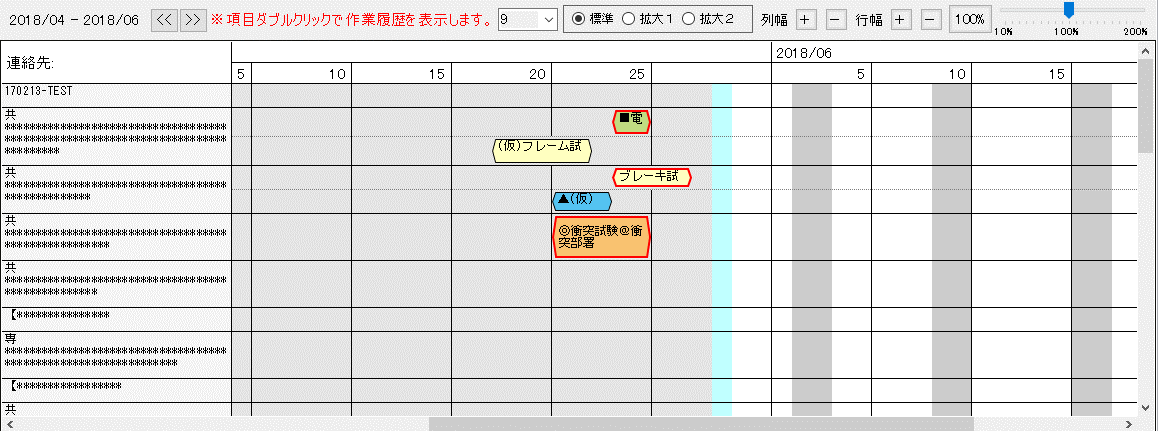 2018/04 - 2018/06 << >> ※項目ダブルクリックで作業履歴を表示します。 9 標準 拡大１ 拡大２ 列幅 + - 行幅 + - 100%
10% 100% 200%
連絡先:
2018/06
5 10 15 20 25 5 10 15
170213-TEST
共
■電
************************************
************************************
*********
(仮)フレーム試
共
ブレーキ試
************************************
**************
▲(仮)
共
************************************
*****************
◎衝突試験＠衝
突部署
共
************************************
***************
【***************
専
************************************
****************************
【*****************
共